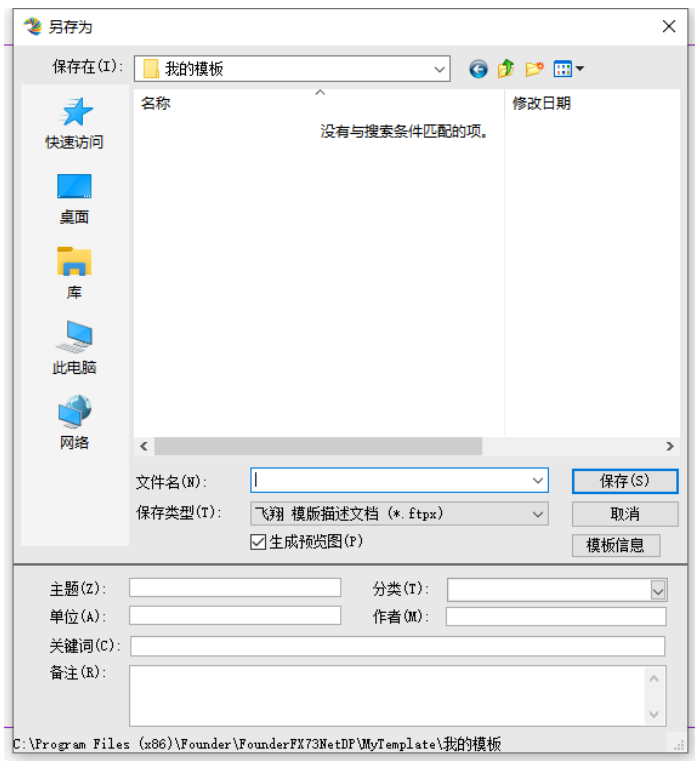 另存为
保存在(I): 我的模板
名称 修改日期
没有与搜索条件匹配的项。
快速访问
桌面
库
此电脑
网络
文件名(N): 保存(S)
保存类型(T): 飞翔 模版描述文档 (*.ftpx) 取消
生成预览图(P) 模板信息
主题(Z): 分类(T):
单位(A): 作者(M):
关键词(C):
备注(R):
C:\Program Files (x86)\Founder\FounderFX73NetDP\MyTemplate\我的模板